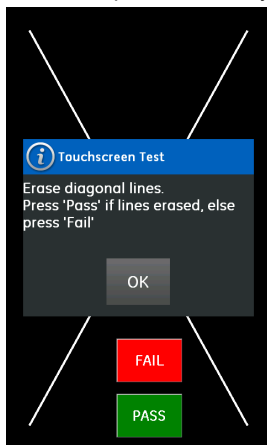 Touchscreen Test
Erase diagonal lines.
Press 'Pass' if lines erased, else
press 'Fail'
OK
FAIL
PASS